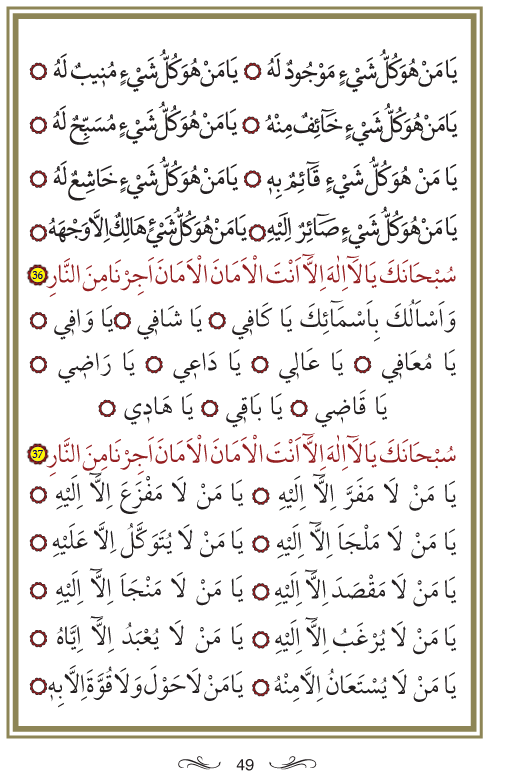 يَا مَنْ هُوَ كُلُّ شَيْءٍ مَوْجُودٌ لَهُ ۞ يَا مَنْ هُوَ كُلُّ شَيْءٍ مُنِيبٌ لَهُ ۞
يَا مَنْ هُوَ كُلُّ شَيْءٍ خَٓائِفٌ مِنْهُ ۞ يَا مَنْ هُوَ كُلُّ شَيْءٍ مُسَبِّحٌ لَهُ ۞
يَا مَنْ هُوَ كُلُّ شَيْءٍ قَٓائِمٌ بِهِ ۞ يَا مَنْ هُوَ كُلُّ شَيْءٍ خَاشِعٌ لَهُ ۞
يَا مَنْ هُوَ كُلُّ شَيْءٍ صَٓائِرٌ اِلَيْهِ ۞ يَا مَنْ هُوَ كُلُّ شَيْءٍ هَالِكٌ اِلَّا وَجْهَهُ ۞
سُبْحَانَكَ يَا لَٓا اِلٰهَ اِلَّٓا اَنْتَ الْاَمَانَ الْاَمَانَ اَجِرْنَا مِنَ النَّارِ 36
وَ اَسْاَلُكَ بِاَسْمَٓائِكَ يَا كَافِي ۞ يَا شَافِي ۞ يَا وَافِي ۞
يَا مُعَافِي ۞ يَا عَالِي ۞ يَا دَاعِي ۞ يَا رَاضِي ۞
يَا قَاضِي ۞ يَا بَاقِي ۞ يَا هَادِي ۞
سُبْحَانَكَ يَا لَٓا اِلٰهَ اِلَّٓا اَنْتَ الْاَمَانَ الْاَمَانَ اَجِرْنَا مِنَ النَّارِ 37
يَا مَنْ لَا مَفَرَّ اِلَّٓا اِلَيْهِ ۞ يَا مَنْ لَا مَفْزَعَ اِلَّٓا اِلَيْهِ ۞
يَا مَنْ لَا مَلْجَاَ اِلَّٓا اِلَيْهِ ۞ يَا مَنْ لَا يُتَوَكَّلُ اِلَّا عَلَيْهِ ۞
يَا مَنْ لَا مَقْصَدَ اِلَّٓا اِلَيْهِ ۞ يَا مَنْ لَا مَنْجَاَ اِلَّٓا اِلَيْهِ ۞
يَا مَنْ لَا يُرْغَبُ اِلَّٓا اِلَيْهِ ۞ يَا مَنْ لَا يُعْبَدُ اِلَّٓا اِيَّاهُ ۞
يَا مَنْ لَا يُسْتَعَانُ اِلَّا مِنْهُ ۞ يَا مَنْ لَا حَوْلَ وَ لَا قُوَّةَ اِلَّا بِهِ ۞
49